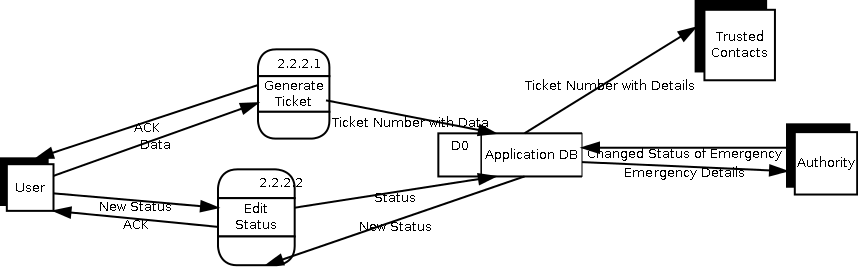 Trusted
Contacts
2.2.2.1
Generate
Ticket
Ticket Number with Details
ACK
Data
Ticket Number with Data
D0
Application DB
Changed Status of Emergency
Emergency Details
Authority
User
2.2.2.2
Edit
Status
New Status
ACK
Status
New Status